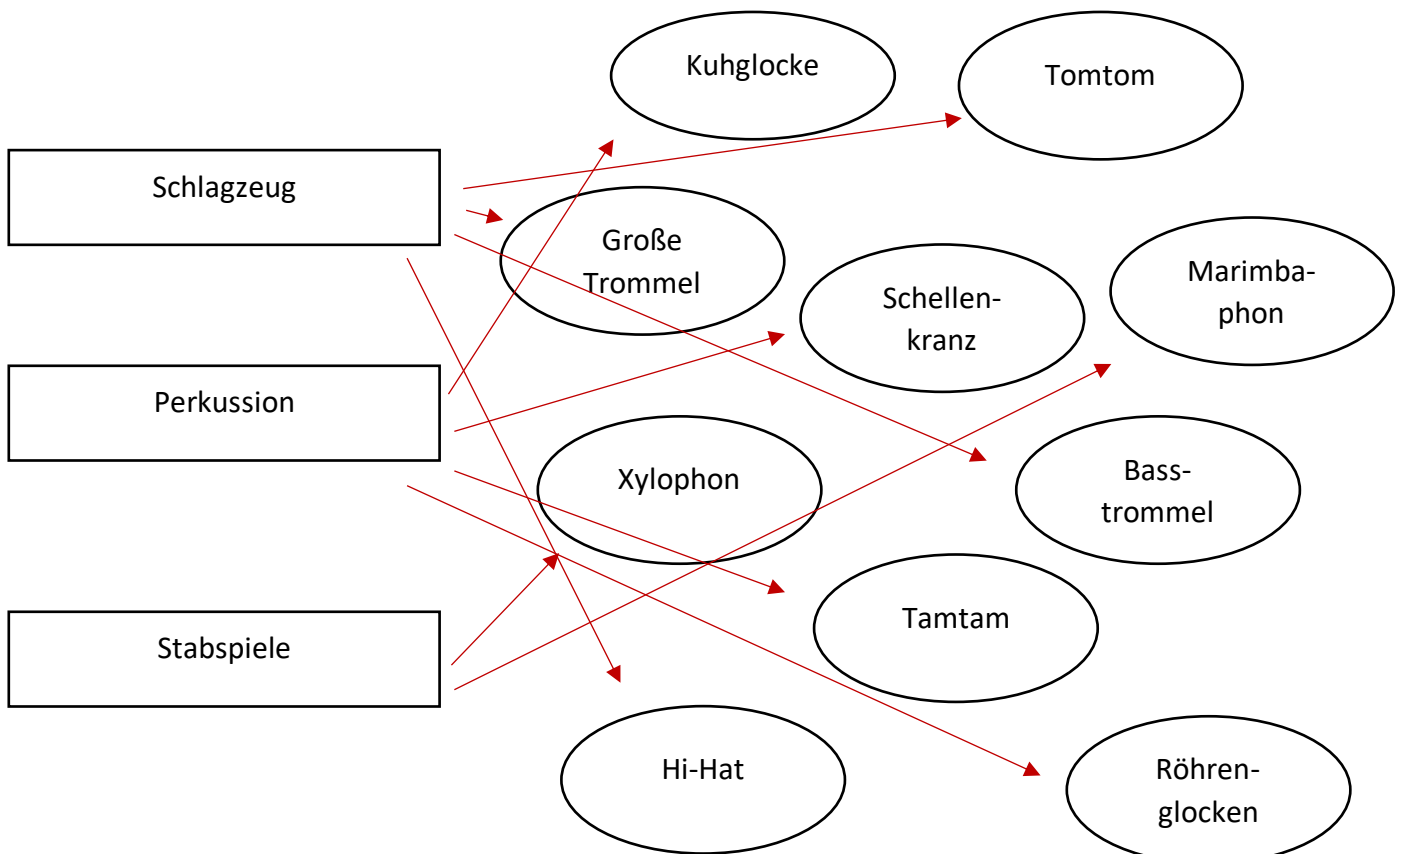 Kuhglocke
Tomtom
Schlagzeug
Große
Trommel
Schellen-
kranz
Marimba-
phon
Perkussion
Xylophon
Bass-
trommel
Tamtam
Stabspiele
Hi-Hat
Röhren-
glocken